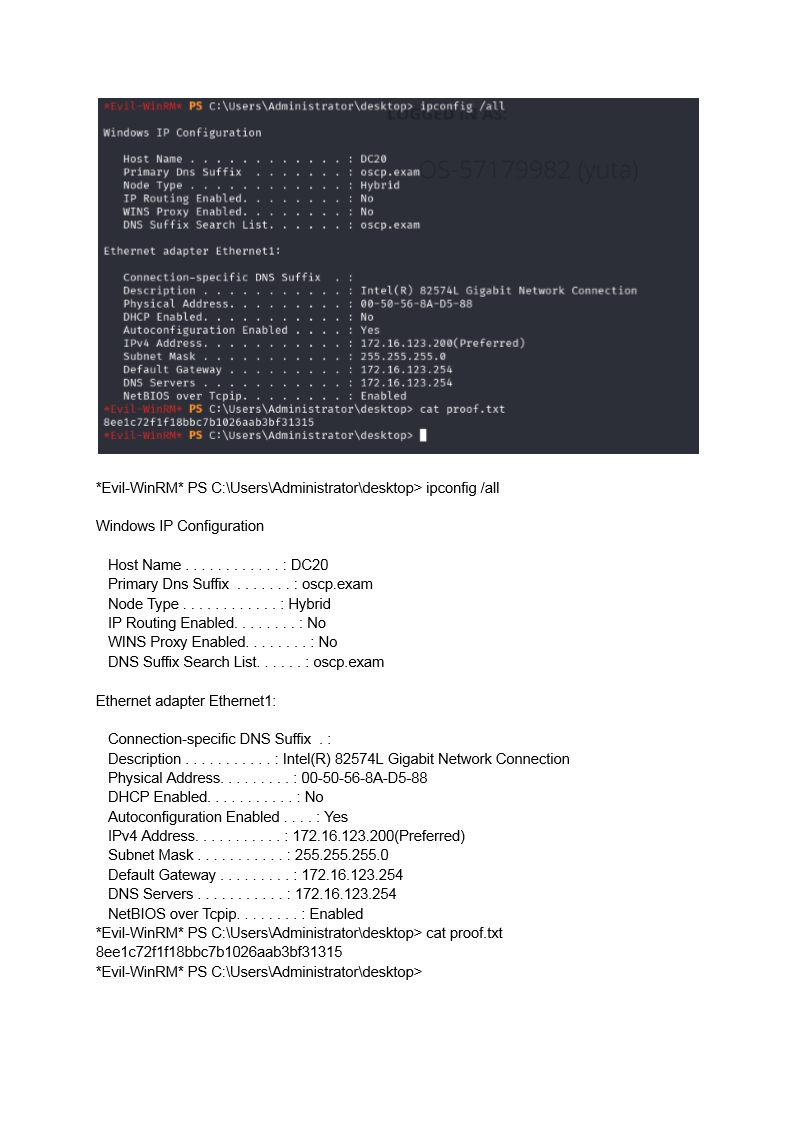 *Evil-WinRM* PS C:\Users\Administrator\desktop> ipconfig /all
LOGGED IN AS:
Windows IP Configuration
Host Name . . . . . . . . . . . . : DC20
OS-57179982 (yuta)
Primary Dns Suffix  . . . . . . . : oscp.exam
Node Type . . . . . . . . . . . . : Hybrid
IP Routing Enabled. . . . . . . . : No
WINS Proxy Enabled. . . . . . . . : No
DNS Suffix Search List. . . . . . : oscp.exam
Ethernet adapter Ethernet1:
Connection-specific DNS Suffix  . :
Description . . . . . . . . . . . : Intel(R) 82574L Gigabit Network Connection
Physical Address. . . . . . . . . : 00-50-56-8A-D5-88
DHCP Enabled. . . . . . . . . . . : No
Autoconfiguration Enabled . . . . : Yes
IPv4 Address. . . . . . . . . . . : 172.16.123.200(Preferred)
Subnet Mask . . . . . . . . . . . : 255.255.255.0
Default Gateway . . . . . . . . . : 172.16.123.254
DNS Servers . . . . . . . . . . . : 172.16.123.254
NetBIOS over Tcpip. . . . . . . . : Enabled
*Evil-WinRM* PS C:\Users\Administrator\desktop> cat proof.txt
8ee1c72f1f18bbc7b1026aab3bf31315
*Evil-WinRM* PS C:\Users\Administrator\desktop>
*Evil-WinRM* PS C:\Users\Administrator\desktop> ipconfig /all
Windows IP Configuration
Host Name . . . . . . . . . . . . : DC20
Primary Dns Suffix  . . . . . . . : oscp.exam
Node Type . . . . . . . . . . . . : Hybrid
IP Routing Enabled. . . . . . . . : No
WINS Proxy Enabled. . . . . . . . : No
DNS Suffix Search List. . . . . . : oscp.exam
Ethernet adapter Ethernet1:
Connection-specific DNS Suffix  . :
Description . . . . . . . . . . . : Intel(R) 82574L Gigabit Network Connection
Physical Address. . . . . . . . . : 00-50-56-8A-D5-88
DHCP Enabled. . . . . . . . . . . : No
Autoconfiguration Enabled . . . . : Yes
IPv4 Address. . . . . . . . . . . : 172.16.123.200(Preferred)
Subnet Mask . . . . . . . . . . . : 255.255.255.0
Default Gateway . . . . . . . . . : 172.16.123.254
DNS Servers . . . . . . . . . . . : 172.16.123.254
NetBIOS over Tcpip. . . . . . . . : Enabled
*Evil-WinRM* PS C:\Users\Administrator\desktop> cat proof.txt
8ee1c72f1f18bbc7b1026aab3bf31315
*Evil-WinRM* PS C:\Users\Administrator\desktop>